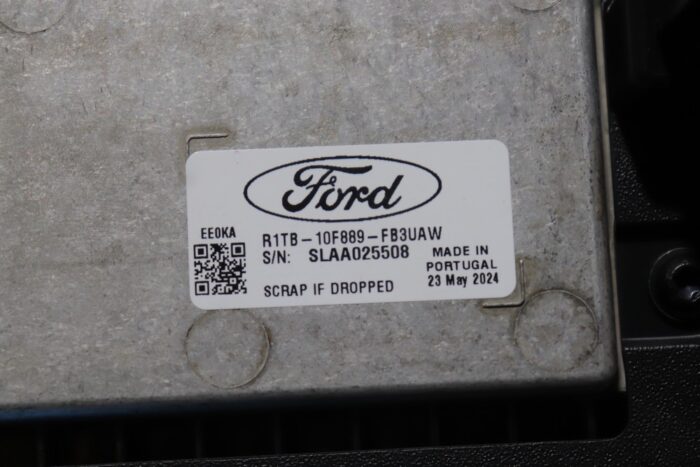 Ford
EE0KA
R1TB-10F889-FB3UAW
S/N: SLAA025508
MADE IN
PORTUGAL
SCRAP IF DROPPED
23 May 2024